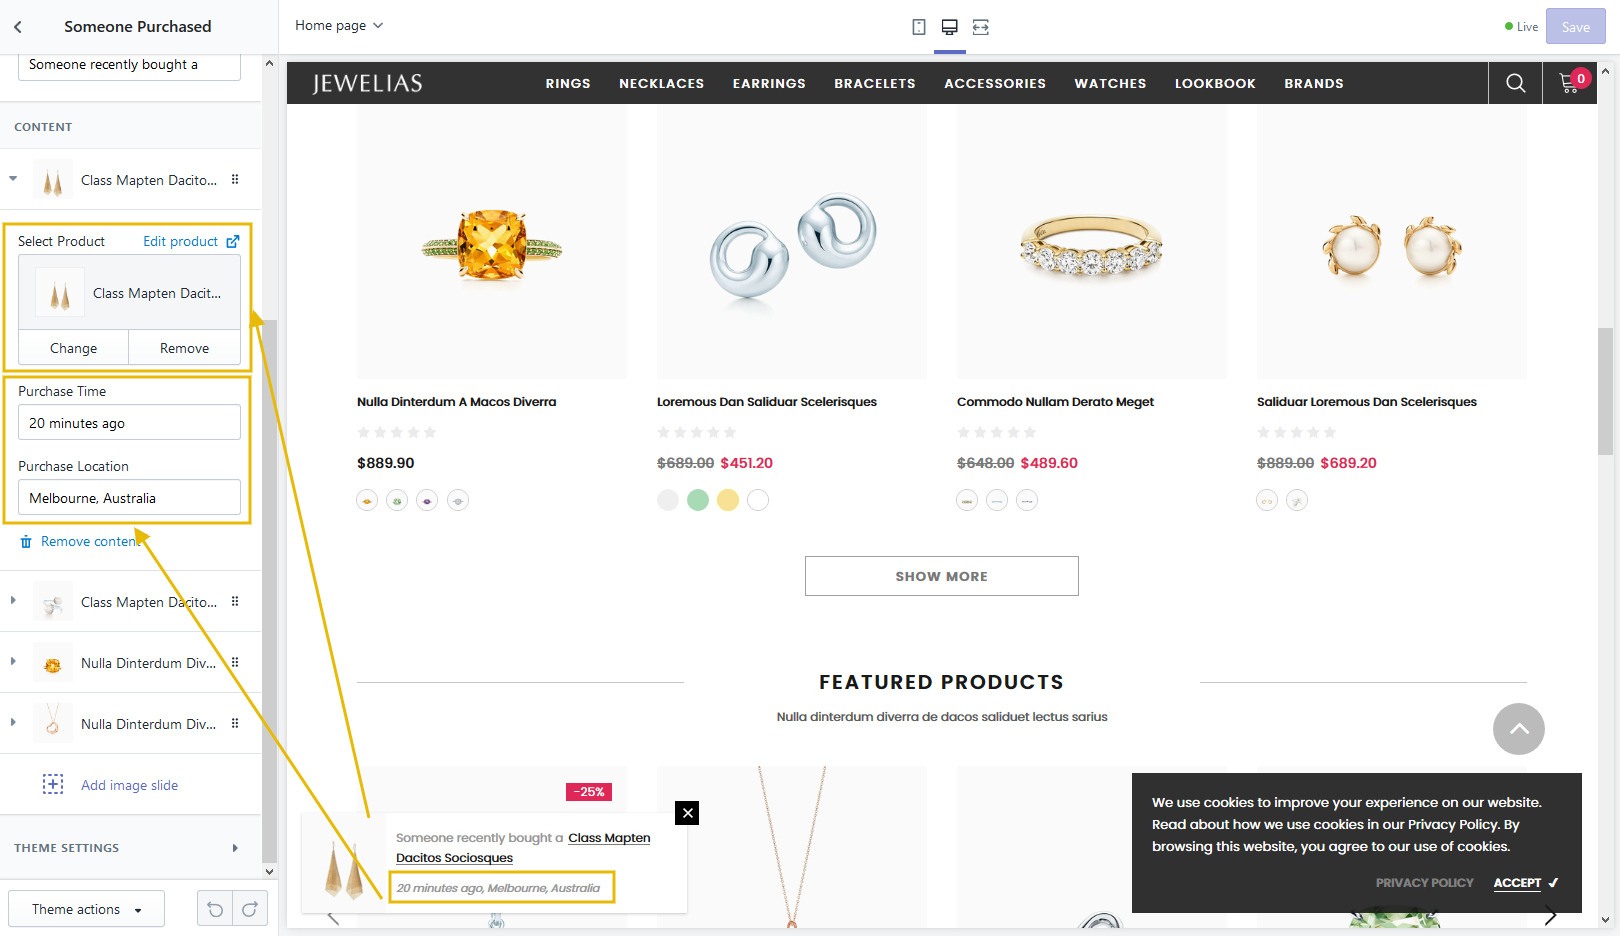 Someone Purchased
Home page
Live
Save
Someone recently bought a
CONTENT
Class Mapten Dacito...
Select Product
Edit product
Class Mapten Dacit...
Change
Remove
Purchase Time
20 minutes ago
Purchase Location
Melbourne, Australia
Remove content
Class Mapten Dacito...
Nulla Dinterdum Div...
Nulla Dinterdum Div...
Add image slide
THEME SETTINGS
Theme actions
JEWELIAS
RINGS NECKLACES EARRINGS BRACELETS ACCESSORIES WATCHES LOOKBOOK BRANDS
0
Nulla Dinterdum A Macos Diverra
$889.90
Loremous Dan Saliduar Scelerisques
$689.00 $451.20
Commodo Nullam Derato Meget
$648.00 $489.60
Saliduar Loremous Dan Scelerisques
$889.00 $689.20
SHOW MORE
FEATURED PRODUCTS
Nulla dinterdum diverra de dacos saliduet lectus sarius
-25%
Someone recently bought a Class Mapten
Dacitos Sociosques
20 minutes ago, Melbourne, Australia
We use cookies to improve your experience on our website.
Read about how we use cookies in our Privacy Policy. By
browsing this website, you agree to our use of cookies.
PRIVACY POLICY ACCEPT ✓